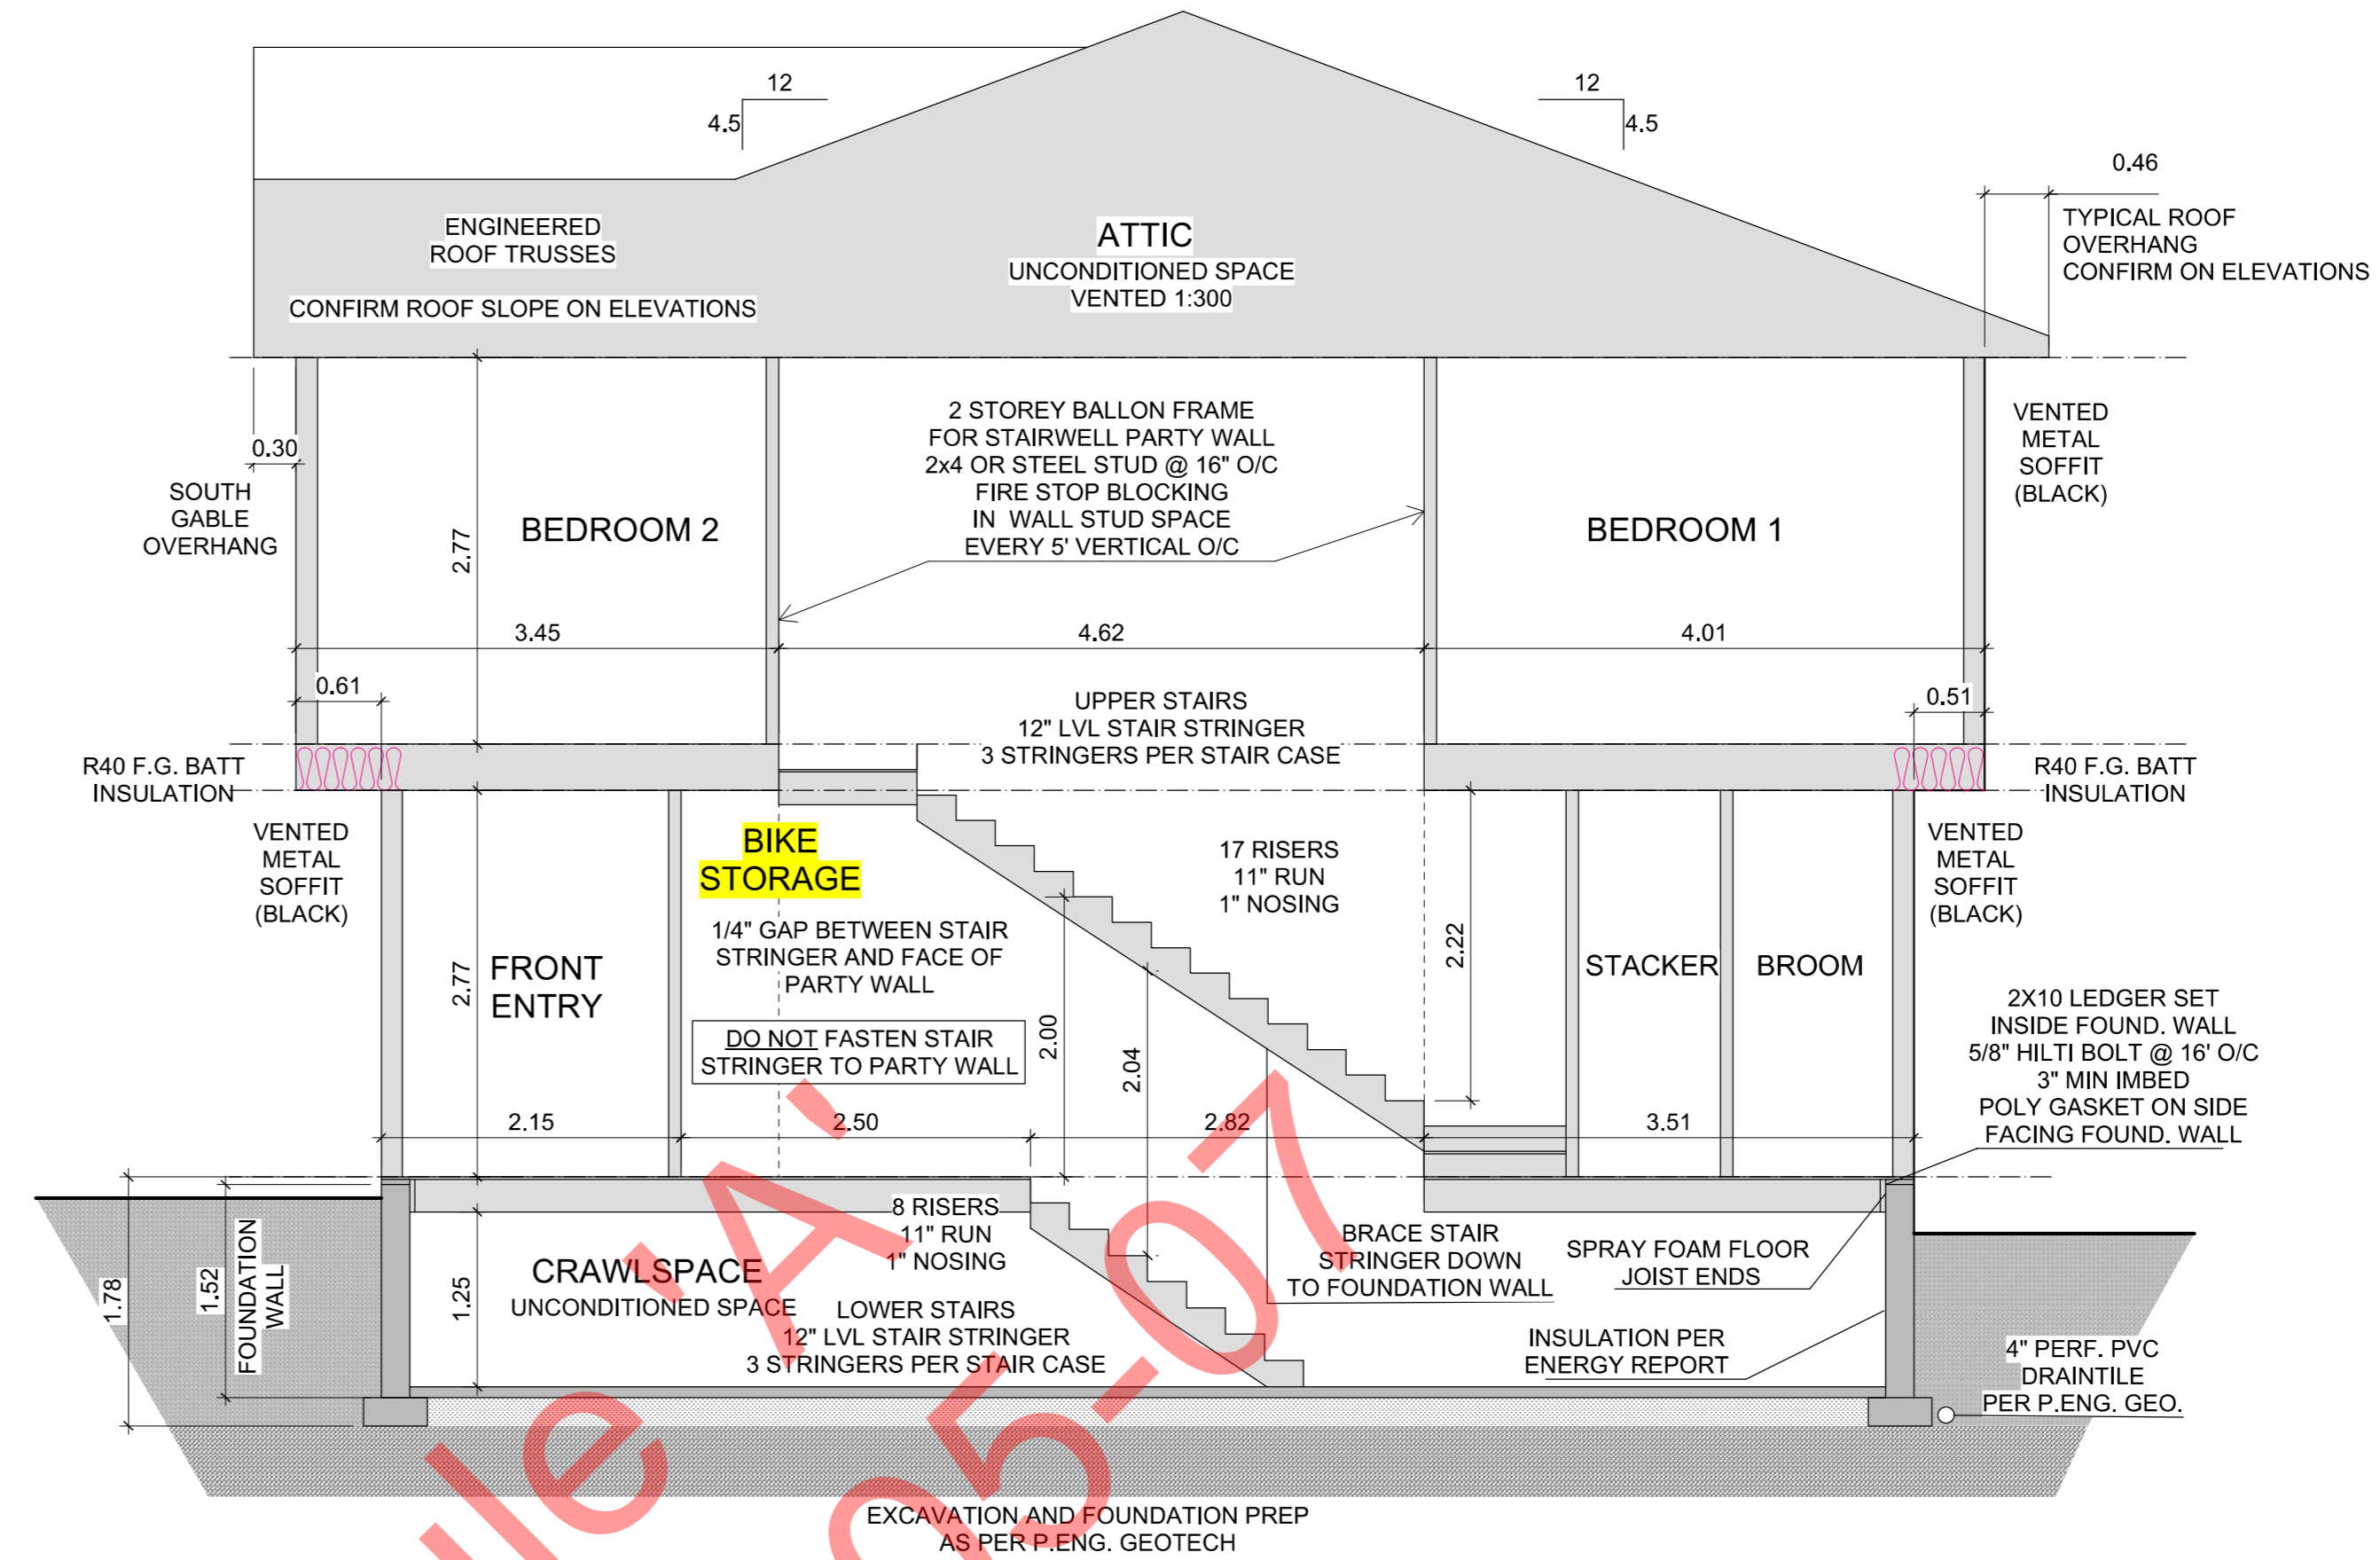 12
4.5
12
4.5
0.46
TYPICAL ROOF
OVERHANG
CONFIRM ON ELEVATIONS
ENGINEERED
ROOF TRUSSES
CONFIRM ROOF SLOPE ON ELEVATIONS
ATTIC
UNCONDITIONED SPACE
VENTED 1:300
0.30
SOUTH
GABLE
OVERHANG
2.77
BEDROOM 2
2 STOREY BALLON FRAME
FOR STAIRWELL PARTY WALL
2x4 OR STEEL STUD @ 16" O/C
FIRE STOP BLOCKING
IN WALL STUD SPACE
EVERY 5' VERTICAL O/C
BEDROOM 1
VENTED
METAL
SOFFIT
(BLACK)
3.45
4.62
4.01
0.61
0.51
UPPER STAIRS
12" LVL STAIR STRINGER
3 STRINGERS PER STAIR CASE
R40 F.G. BATT
INSULATION
R40 F.G. BATT
INSULATION
VENTED
METAL
SOFFIT
(BLACK)
BIKE
STORAGE
17 RISERS
11" RUN
1" NOSING
VENTED
METAL
SOFFIT
(BLACK)
1/4" GAP BETWEEN STAIR
STRINGER AND FACE OF
PARTY WALL
2.77
FRONT
ENTRY
2.22
STACKER
BROOM
DO NOT FASTEN STAIR
STRINGER TO PARTY WALL
2.00
2.04
2X10 LEDGER SET
INSIDE FOUND. WALL
5/8" HILTI BOLT @ 16' O/C
3" MIN IMBED
POLY GASKET ON SIDE
FACING FOUND. WALL
2.15
2.50
2.82
3.51
1.78
1.52
FOUNDATION
WALL
1.25
8 RISERS
11" RUN
1" NOSING
CRAWLSPACE
UNCONDITIONED SPACE
LOWER STAIRS
12" LVL STAIR STRINGER
3 STRINGERS PER STAIR CASE
BRACE STAIR
STRINGER DOWN
TO FOUNDATION WALL
SPRAY FOAM FLOOR
JOIST ENDS
INSULATION PER
ENERGY REPORT
4" PERF. PVC
DRAINTILE
PER P.ENG. GEO.
EXCAVATION AND FOUNDATION PREP
AS PER P.ENG. GEOTECH
ule 'A'
05-07